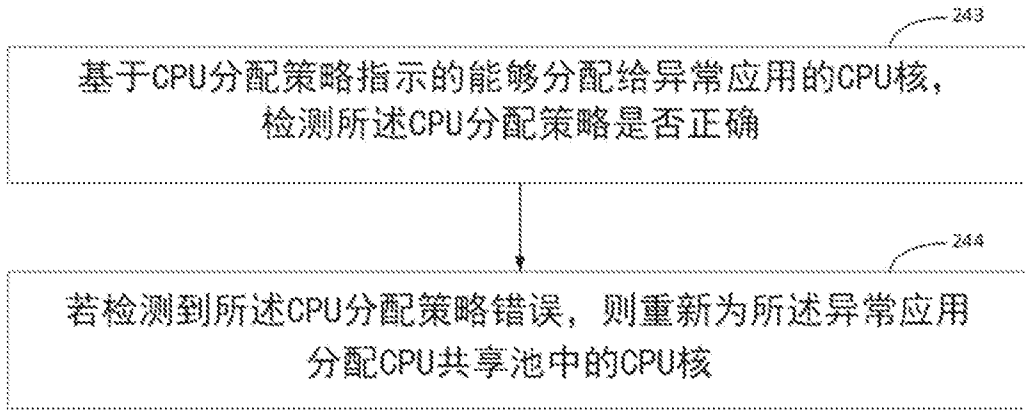 243
基于CPU分配策略指示的能够分配给异常应用的CPU核，
检测所述CPU分配策略是否正确
244
若检测到所述CPU分配策略错误，则重新为所述异常应用
分配CPU共享池中的CPU核